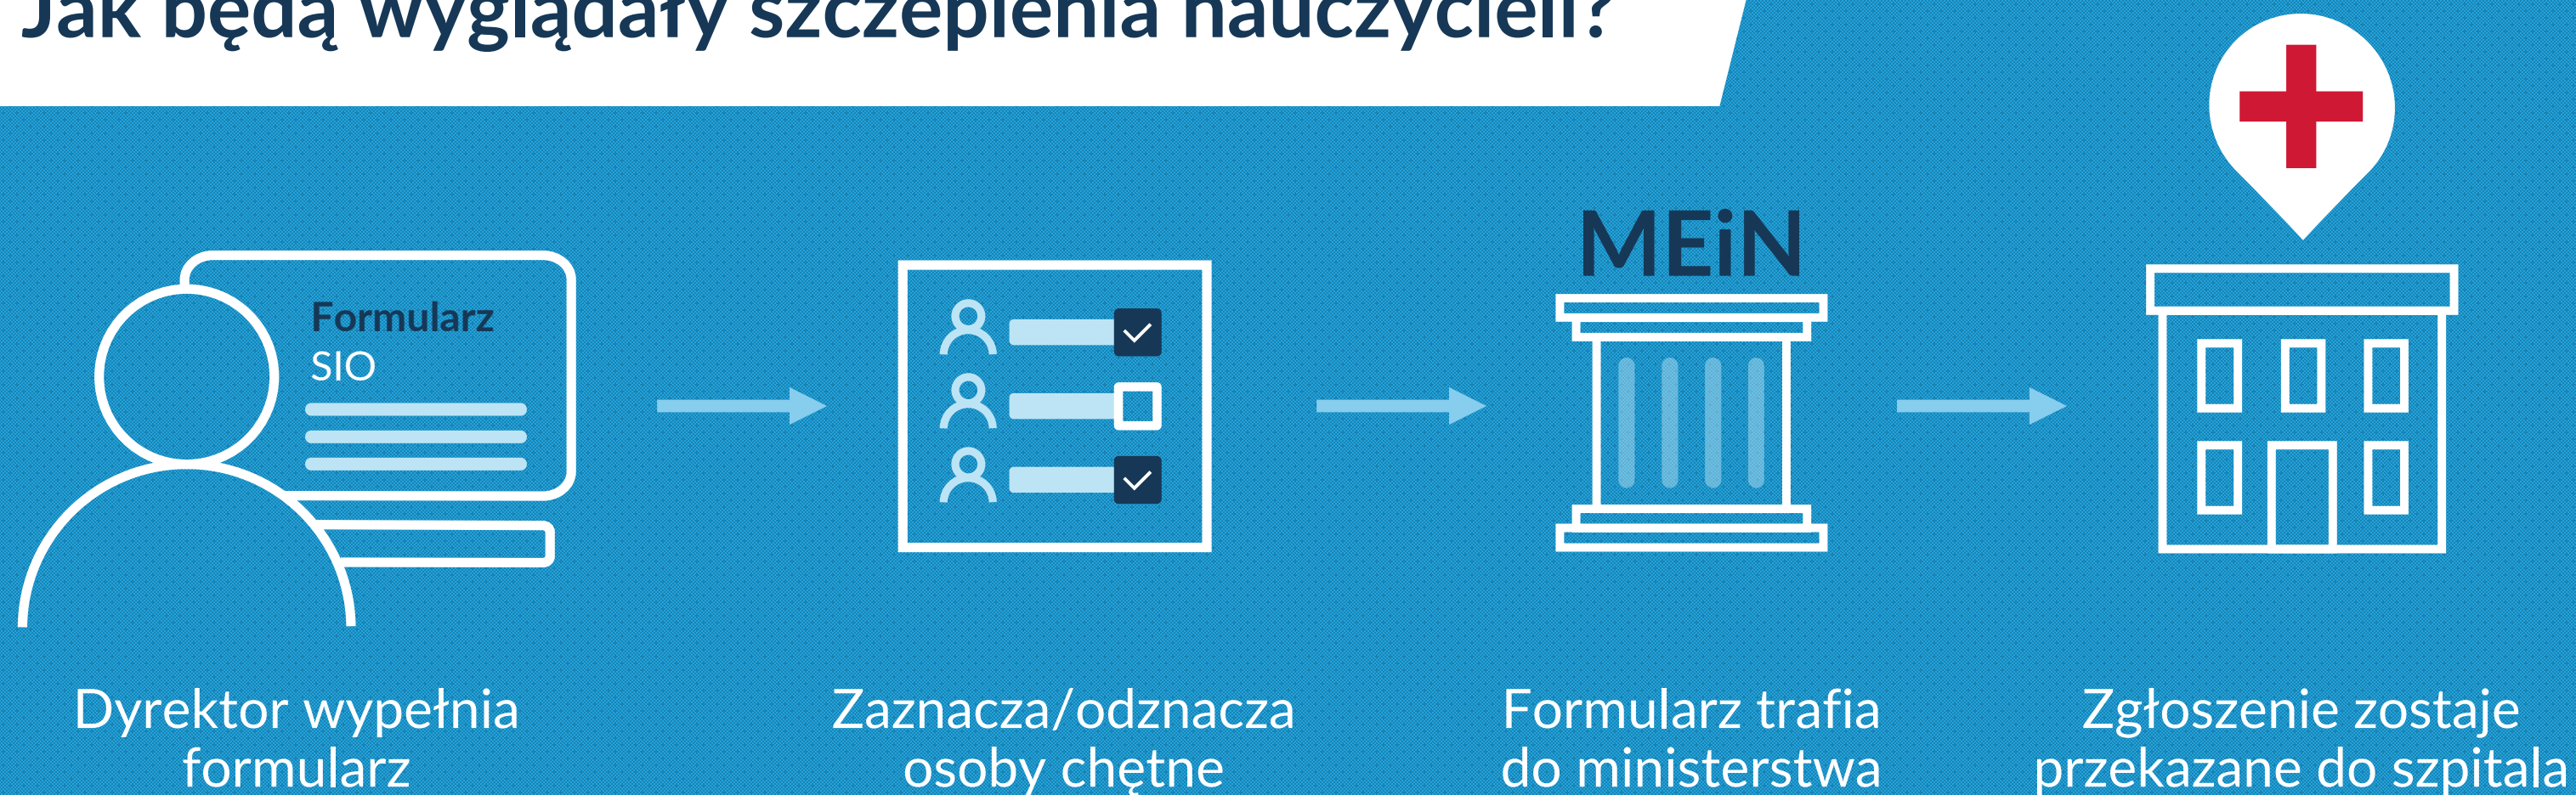 Jak będą wyglądały szczepienia nauczycieli?
MEiN
Formularz
SIO
Dyrektor wypełnia
formularz
Zaznacza/odznacza
osoby chętne
Formularz trafia
do ministerstwa
Zgłoszenie zostaje
przekazane do szpitala